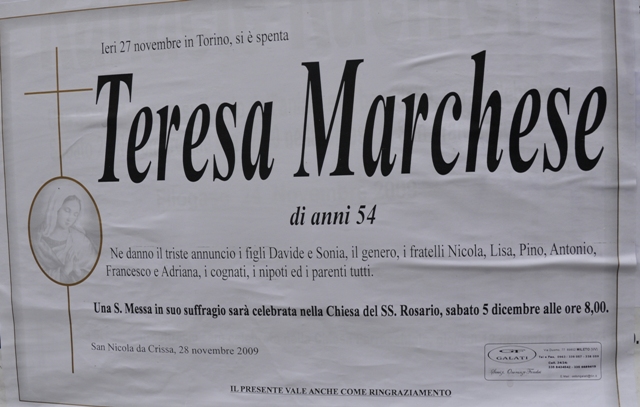 Ieri 27 novembre in Torino, si è spenta
Teresa Marchese
di anni 54
Ne danno il triste annuncio i figli Davide e Sonia, il genero, i fratelli Nicola, Lisa, Pino, Antonio,
Francesco e Adriana, i cognati, i nipoti ed i parenti tutti.
Una S. Messa in suo suffragio sarà celebrata nella Chiesa del SS. Rosario, sabato 5 dicembre alle ore 8,00.
San Nicola da Crissa, 28 novembre 2009
GALATI
IL PRESENTE VALE ANCHE COME RINGRAZIAMENTO